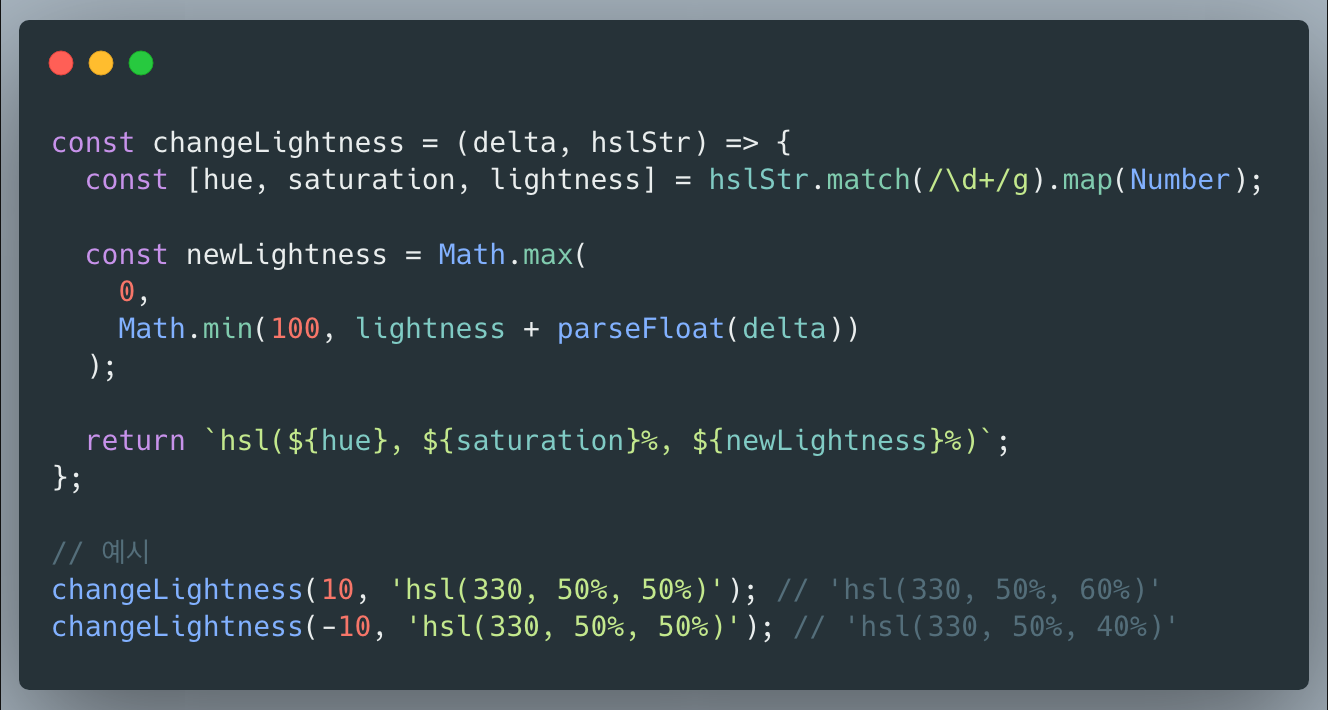 const changeLightness = (delta, hslStr) => {
  const [hue, saturation, lightness] = hslStr.match(/\d+/g).map(Number);

  const newLightness = Math.max(
    0,
    Math.min(100, lightness + parseFloat(delta))
  );

  return `hsl(${hue}, ${saturation}%, ${newLightness}%)`;
};

// 예시
changeLightness(10, 'hsl(330, 50%, 50%)'); // 'hsl(330, 50%, 60%)'
changeLightness(-10, 'hsl(330, 50%, 50%)'); // 'hsl(330, 50%, 40%)'